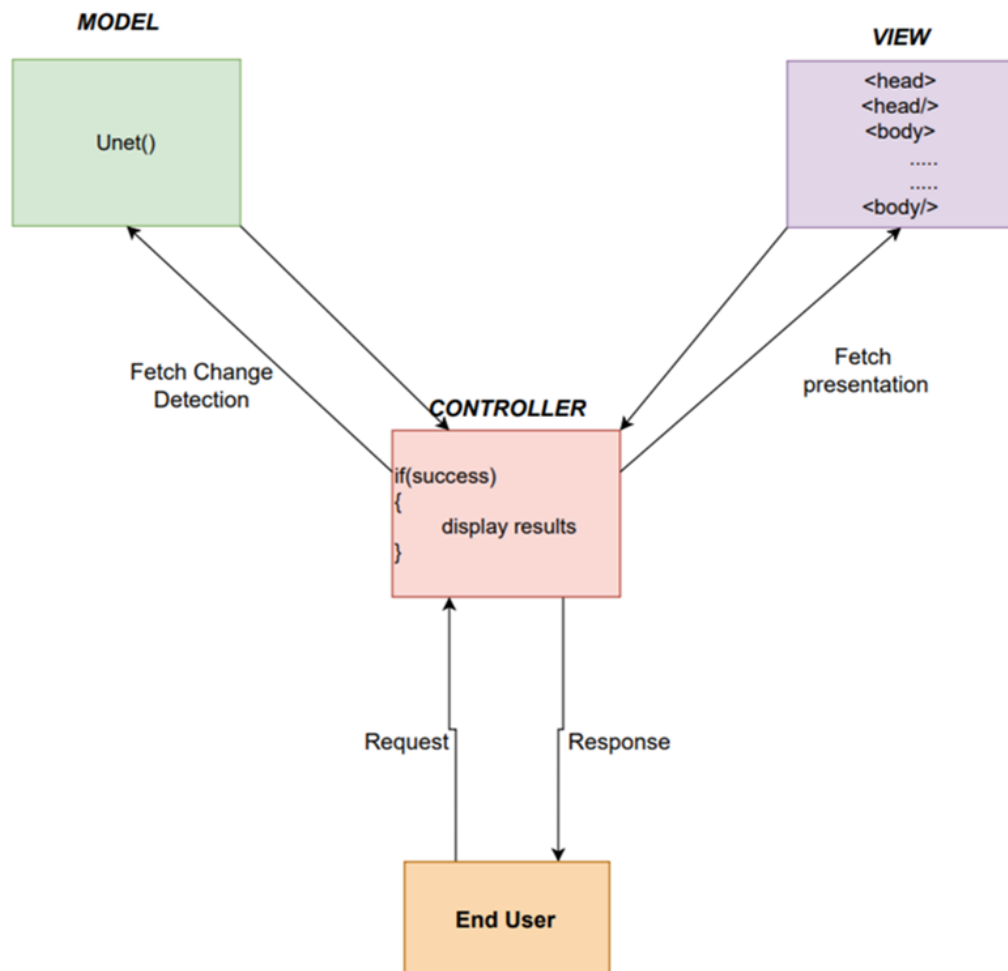 MODEL
VIEW
Unet()
<head>
<head/>
<body>
.....
.....
<body/>
Fetch Change
Detection
Fetch
presentation
CONTROLLER
if(success)
{
display results
}
Request
Response
End User